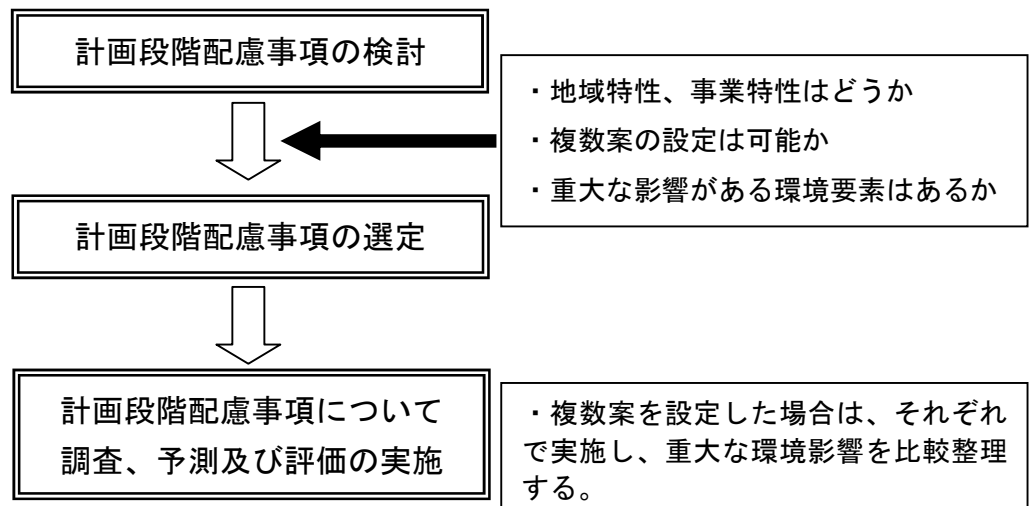 計画段階配慮事項の検討
・地域特性、事業特性はどうか
・複数案の設定は可能か
・重大な影響がある環境要素はあるか
計画段階配慮事項の選定
計画段階配慮事項について
調査、予測及び評価の実施
・複数案を設定した場合は、それぞれ
で実施し、重大な環境影響を比較整理
する。